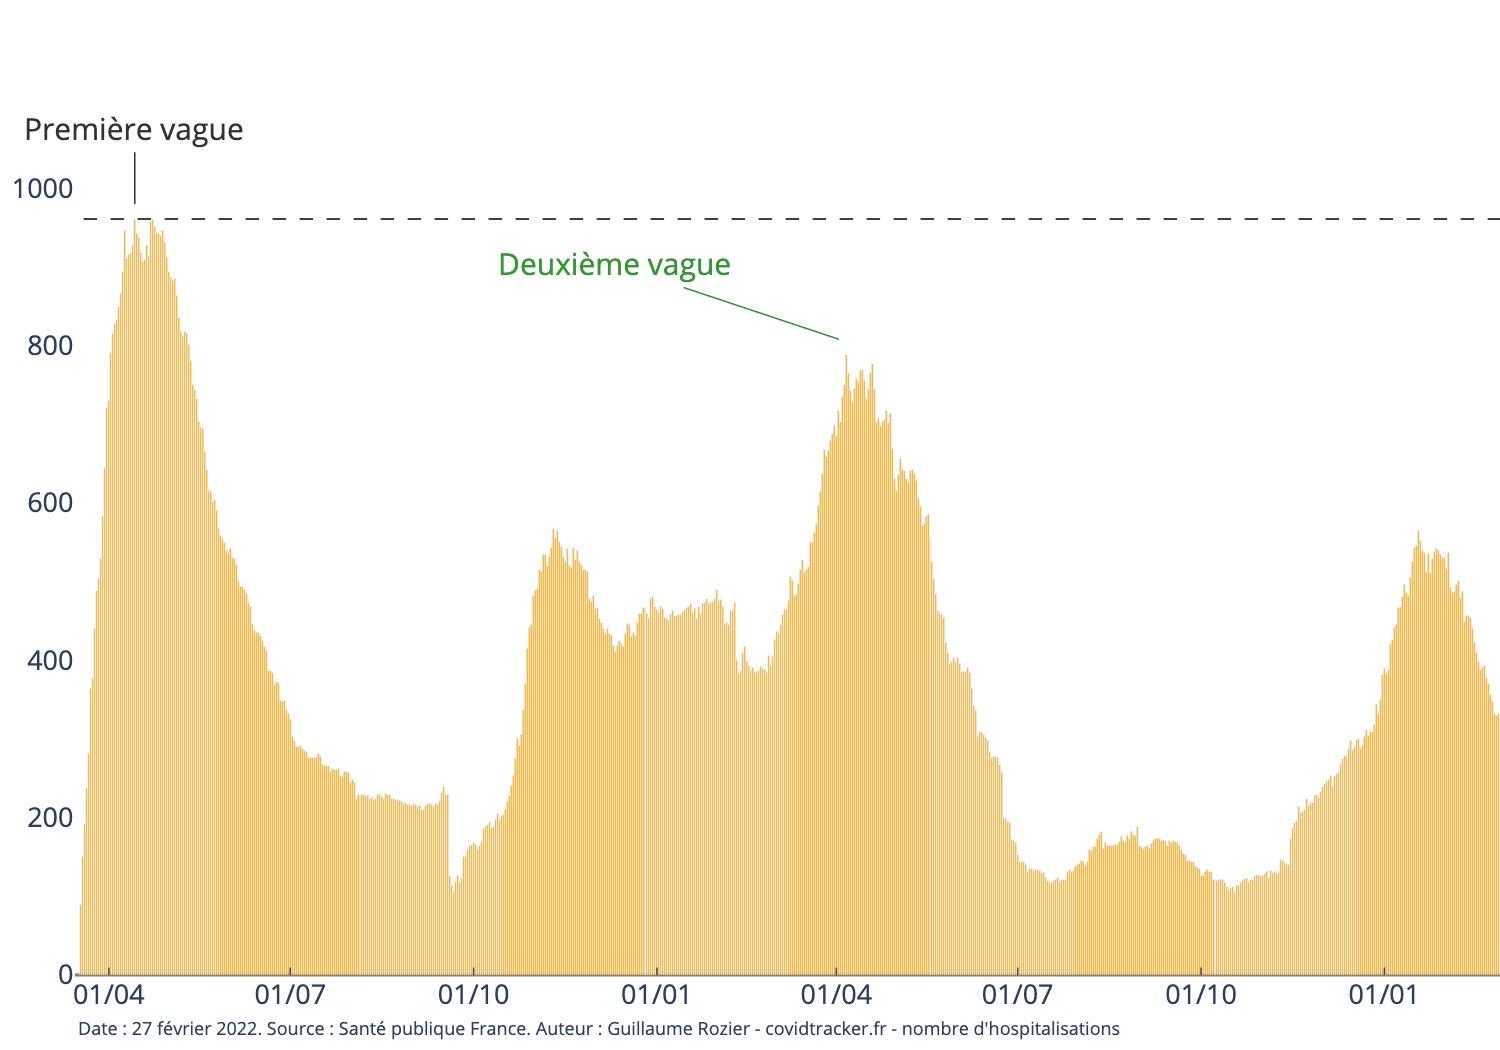 Première vague
1000
Deuxième vague
800
600
400
200
0
01/04 01/07 01/10 01/01 01/04 01/07 01/10 01/01
Date : 27 février 2022. Source : Santé publique France. Auteur : Guillaume Rozier - covidtracker.fr - nombre d'hospitalisations